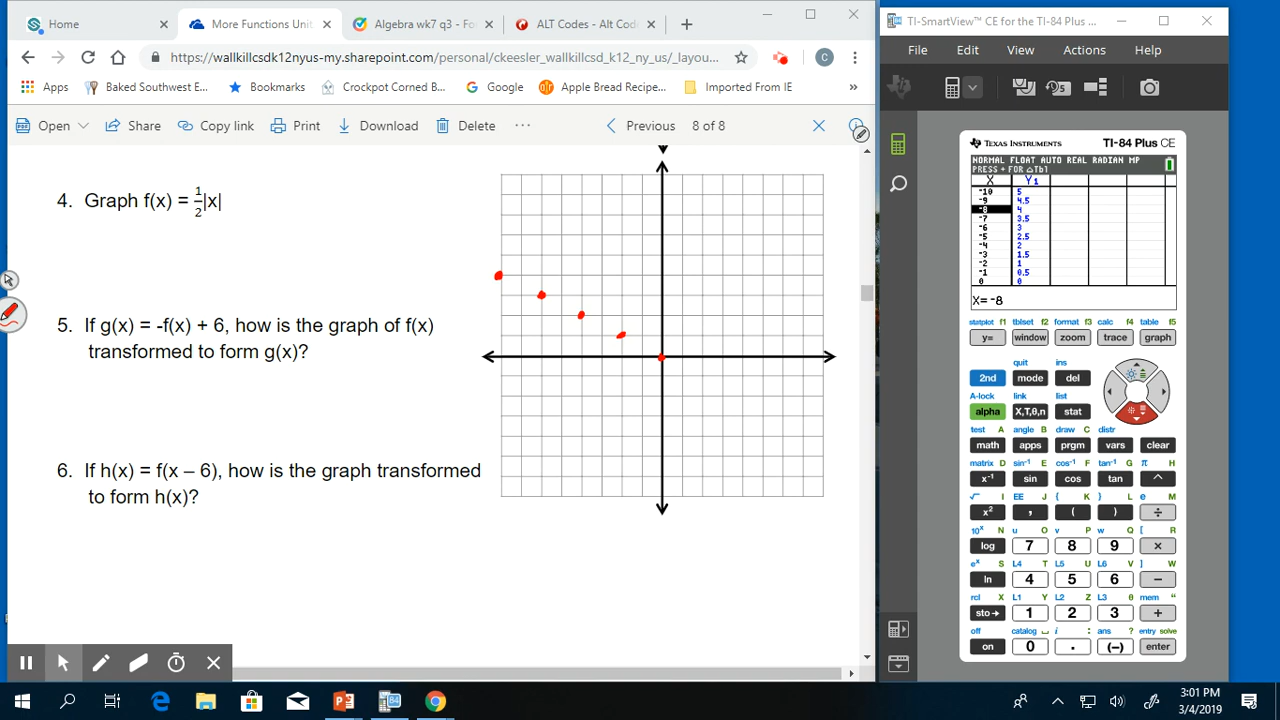 Home
More Functions Unit
Algebra wk7 q3 - Fo
ALT Codes - Alt Code
https://wallkillcsdk12nyus-my.sharepoint.com/personal/ckeesler_wallkillcsd_k12_ny_us/_layou...
C
Apps
Baked Southwest E...
Bookmarks
Crockpot Corned B...
Google
Apple Bread Recipe...
Imported From IE
»
Open
Share
Copy link
Print
Download
Delete
...
Previous
8 of 8
4. Graph f(x) = 1/2|x|
5. If g(x) = -f(x) + 6, how is the graph of f(x)
transformed to form g(x)?
6. If h(x) = f(x – 6), how is the graph transformed
to form h(x)?
TI-SmartView™ CE for the TI-84 Plus ...
File Edit View Actions Help
TEXAS INSTRUMENTS TI-84 Plus CE
NORMAL FLOAT AUTO REAL RADIAN MP
PRESS + FOR △Tbl
X Y1
-10 5
-9 4.5
-8 4
-7 3.5
-6 3
-5 2.5
-4 2
-3 1.5
-2 1
-1 0.5
0 0
X=-8
statplot f1 tblset f2 format f3 calc f4 table f5
y= window zoom trace graph
quit ins
2nd mode del
A-lock link list
alpha X,T,θ,n stat
test A angle B draw C distr
math apps prgm vars clear
matrix D sin⁻¹ E cos⁻¹ F tan⁻¹ G π H
x⁻¹ sin cos tan ^
√ I EE J { K } L e M
x² , ( ) ÷
10ˣ N u O v P w Q [ R
log 7 8 9 ×
eˣ S L4 T L5 U L6 V ] W
ln 4 5 6 −
rcl X L1 Y L2 Z L3 θ mem “
sto→ 1 2 3 +
off catalog i : ans ? entry solve
on 0 . (−) enter
3:01 PM
3/4/2019